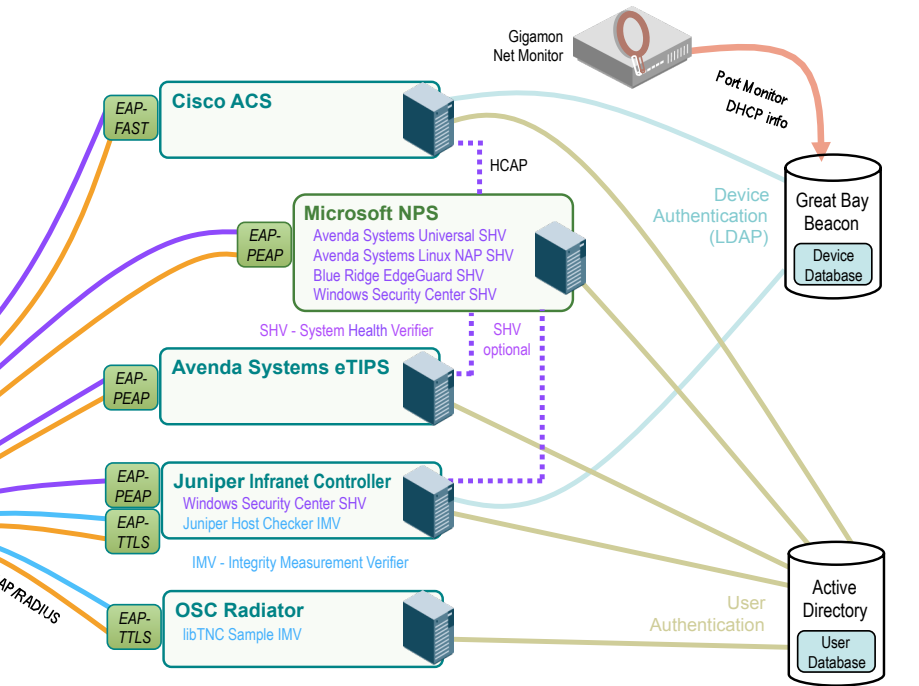 Gigamon
Net Monitor
Port Monitor
DHCP info
EAP-
FAST
Cisco ACS
HCAP
Device
Authentication
(LDAP)
Great Bay
Beacon
Device
Database
EAP-
PEAP
Microsoft NPS
Avenda Systems Universal SHV
Avenda Systems Linux NAP SHV
Blue Ridge EdgeGuard SHV
Windows Security Center SHV
SHV - System Health Verifier
SHV
optional
EAP-
PEAP
Avenda Systems eTIPS
EAP-
PEAP
EAP-
TTLS
Juniper Infranet Controller
Windows Security Center SHV
Juniper Host Checker IMV
IMV - Integrity Measurement Verifier
AP/RADIUS
EAP-
TTLS
OSC Radiator
libTNC Sample IMV
User
Authentication
Active
Directory
User
Database